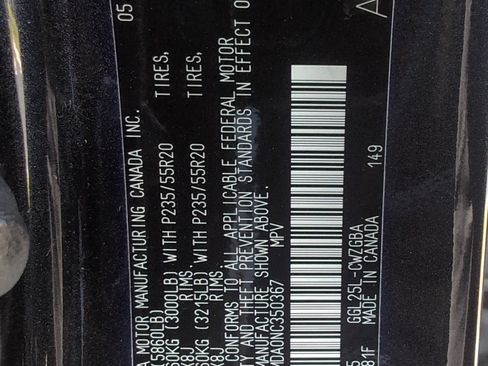 A MOTOR MANUFACTURING CANADA INC. 05
(5860LB)
60KG (3000LB) WITH P235/55R20 TIRES,
X8J RIMS
60KG (3215LB) WITH P235/55R20 TIRES,
X8J RIMS.
CONFORMS TO ALL APPLICABLE FEDERAL MOTOR
TY AND THEFT PREVENTION STANDARDS IN EFFECT O
MANUFACTURE SHOWN ABOVE.
MDA0NC350367 MPV
5 GGL25L-CWZGBA
81F MADE IN CANADA 149
A